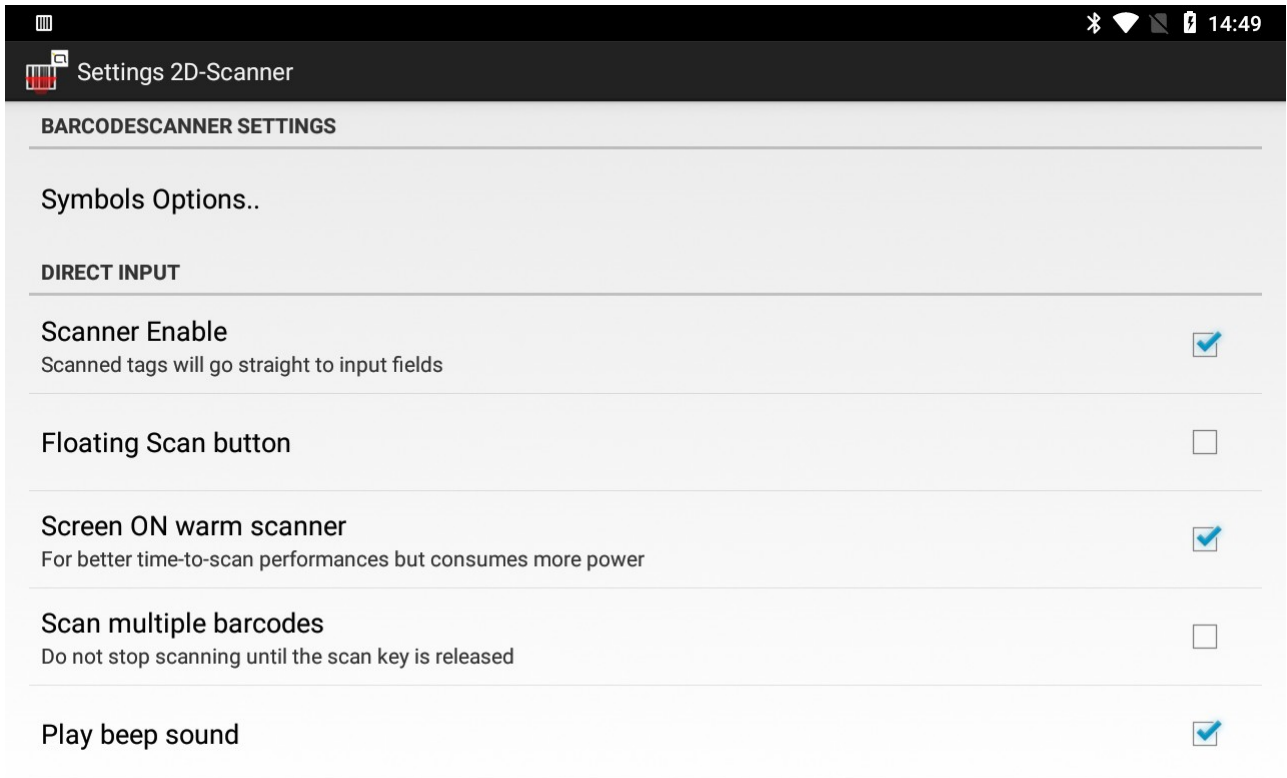 14:49
Settings 2D-Scanner
BARCODESCANNER SETTINGS
Symbols Options..
DIRECT INPUT
Scanner Enable
Scanned tags will go straight to input fields
Floating Scan button
Screen ON warm scanner
For better time-to-scan performances but consumes more power
Scan multiple barcodes
Do not stop scanning until the scan key is released
Play beep sound